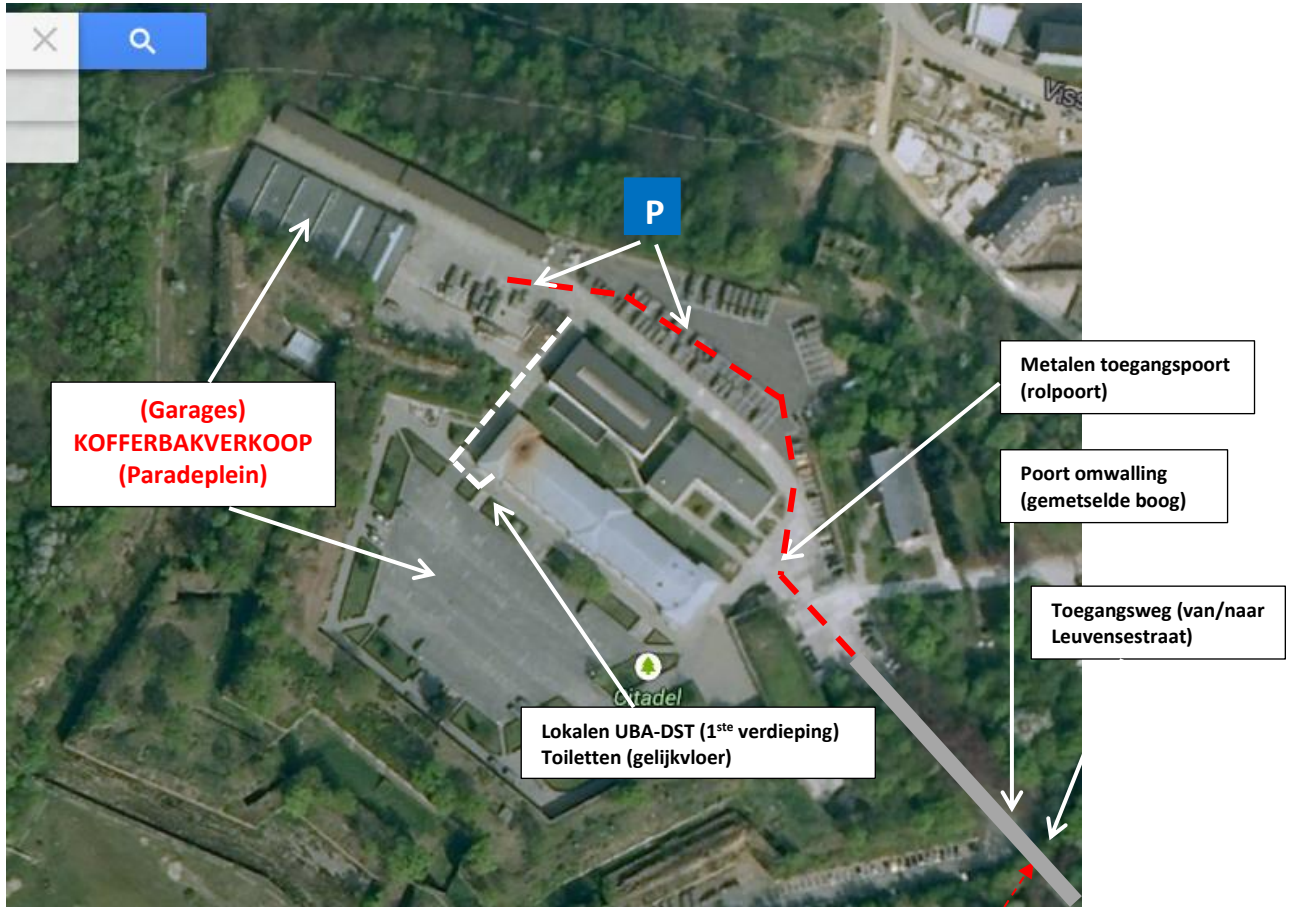 Viss
P
Metalen toegangspoort
(rolpoort)
(Garages)
KOFFERBAKVERKOOP
(Paradeplein)
Poort omwalling
(gemetselde boog)
Toegangsweg (van/naar
Leuvensestraat)
Citadel
Lokalen UBA-DST (1ste verdieping)
Toiletten (gelijkvloer)